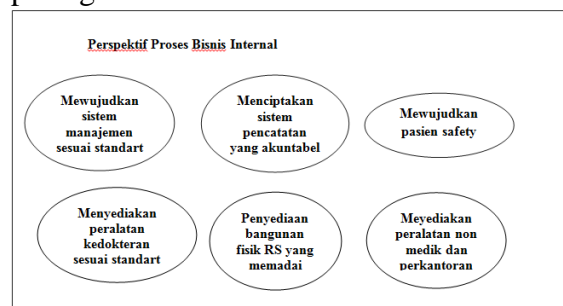 Perspektif Proses Bisnis Internal
Mewujudkan
sistem
manajemen
sesuai standart
Menciptakan
sistem
pencatatan
yang akuntabel
Mewujudkan
pasien safety
Menyediakan
peralatan
kedokteran
sesuai standart
Penyediaan
bangunan
fisik RS yang
memadai
Meyediakan
peralatan non
medik dan
perkantoran